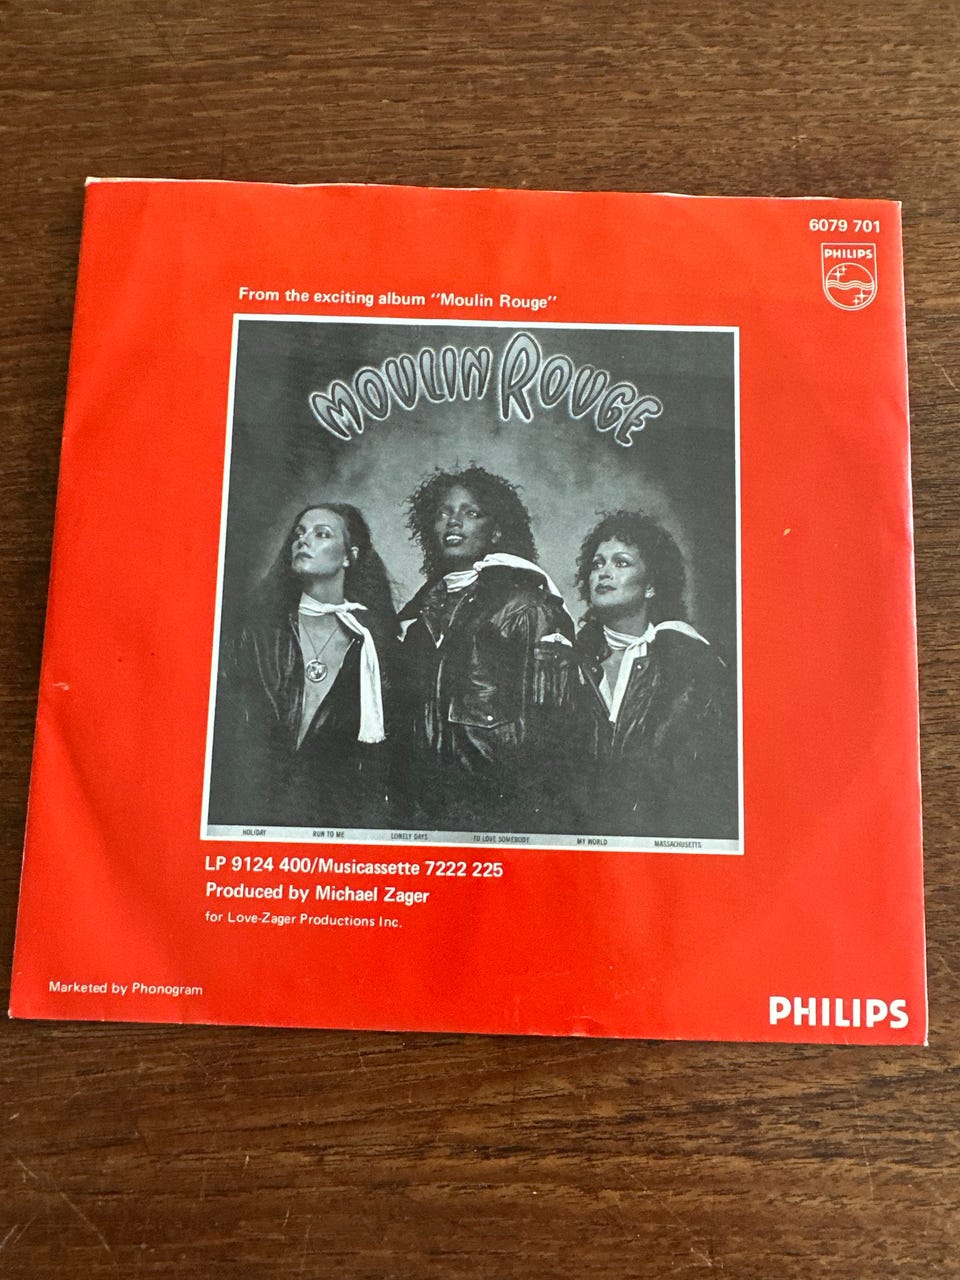 6079 701
PHILIPS
From the exciting album "Moulin Rouge"
MOULIN ROUGE
HOLIDAY RUN TO ME LONELY DAYS TO LOVE SOMEBODY MY WORLD MASSACHUSETTS
LP 9124 400/Musicassette 7222 225
Produced by Michael Zager
for Love-Zager Productions Inc.
Marketed by Phonogram
PHILIPS